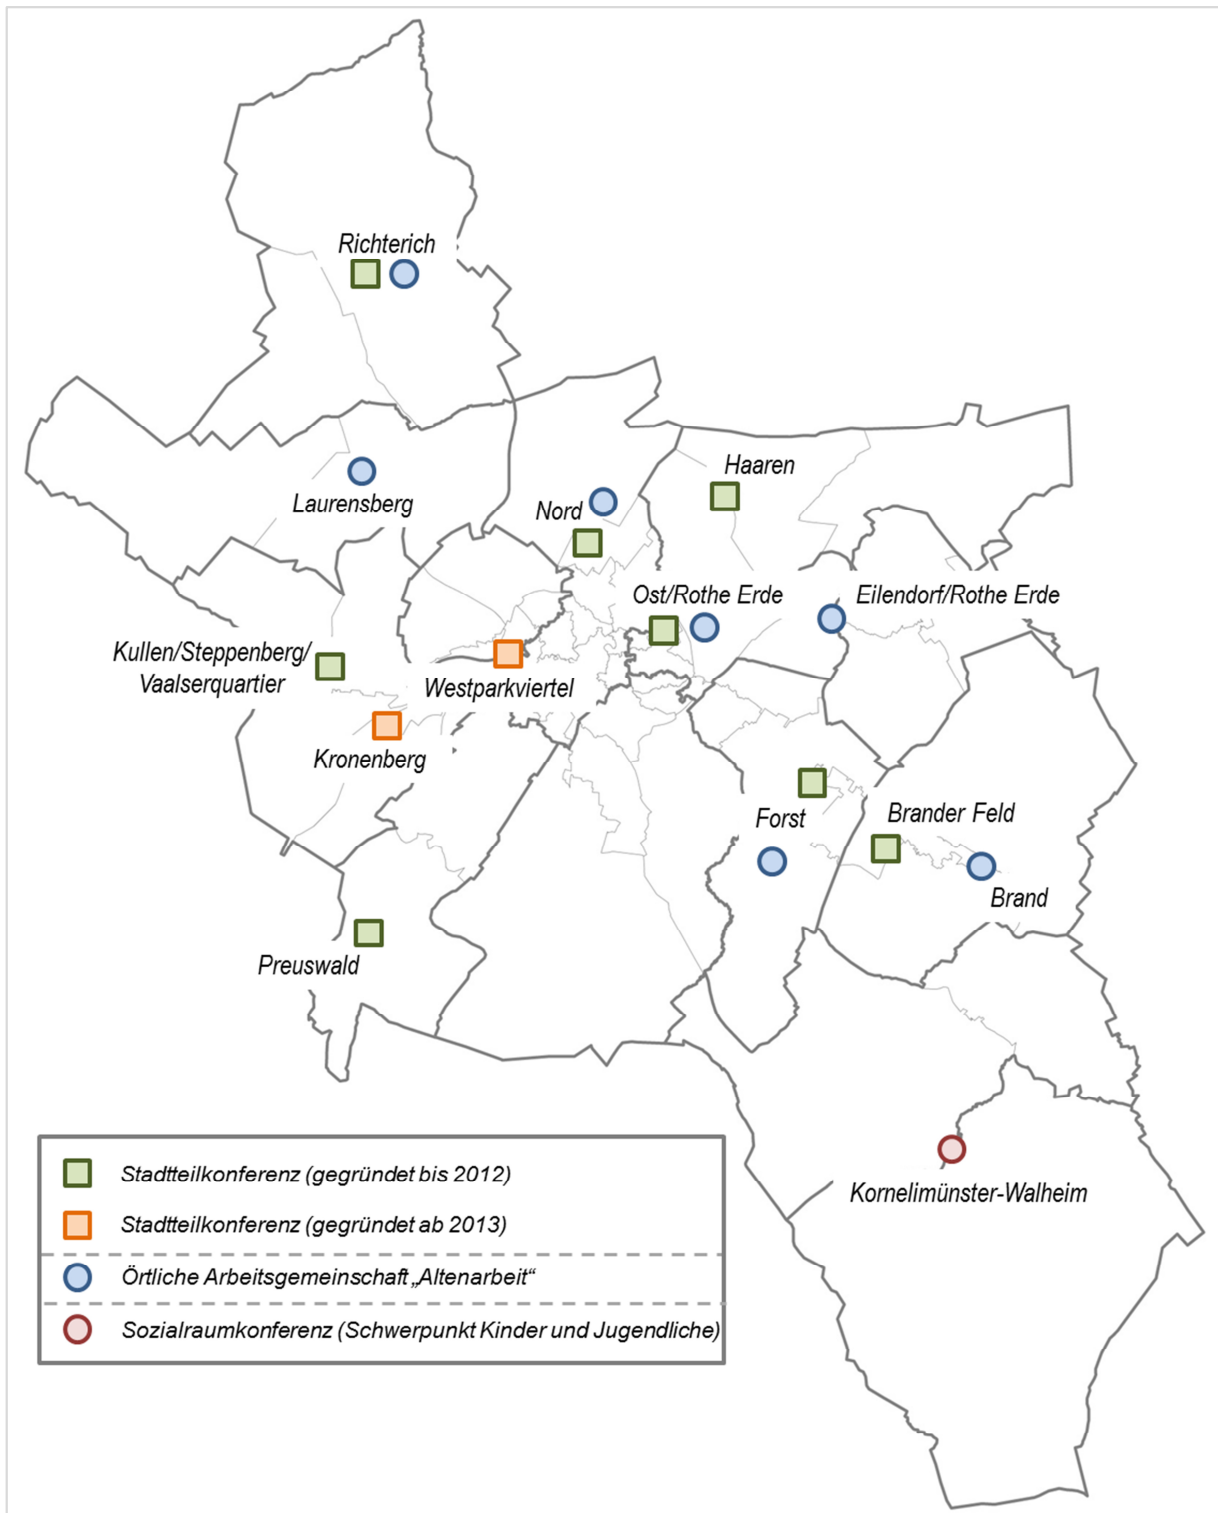 Richterich
Haaren
Laurensberg
Nord
Ost/Rothe Erde
Eilendorf/Rothe Erde
Kullen/Steppenberg/
Vaalserquartier
Westparkviertel
Kronenberg
Forst
Brander Feld
Brand
Preuswald
Kornelimünster-Walheim
Stadtteilkonferenz (gegründet bis 2012)
Stadtteilkonferenz (gegründet ab 2013)
Örtliche Arbeitsgemeinschaft „Altenarbeit“
Sozialraumkonferenz (Schwerpunkt Kinder und Jugendliche)